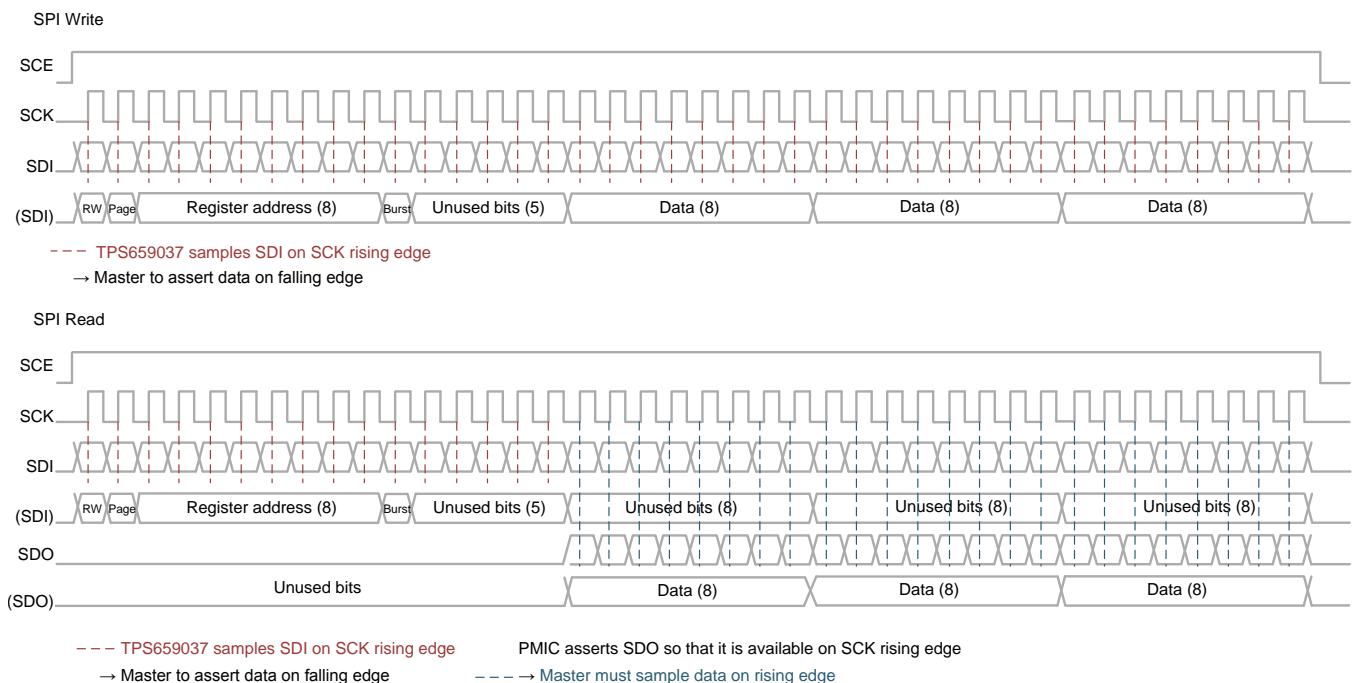 SPI Write
SCE
SCK
SDI
(SDI) RW Page Register address (8) Burst Unused bits (5) Data (8) Data (8) Data (8)
--- TPS659037 samples SDI on SCK rising edge
→ Master to assert data on falling edge
SPI Read
SCE
SCK
SDI
(SDI) RW Page Register address (8) Burst Unused bits (5) Unused bits (8) Unused bits (8) Unused bits (8)
SDO
(SDO) Unused bits Data (8) Data (8) Data (8)
--- TPS659037 samples SDI on SCK rising edge PMIC asserts SDO so that it is available on SCK rising edge
→ Master to assert data on falling edge ---→ Master must sample data on rising edge